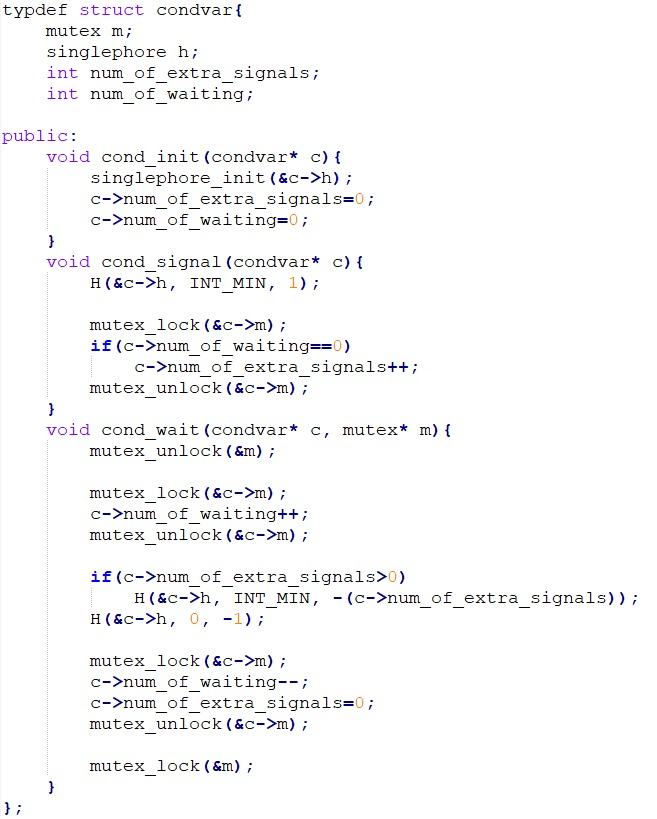 typdef struct condvar{
    mutex m;
    singlephore h;
    int num_of_extra_signals;
    int num_of_waiting;

public:
    void cond_init(condvar* c){
        singlephore_init(&c->h);
        c->num_of_extra_signals=0;
        c->num_of_waiting=0;
    }
    void cond_signal(condvar* c){
        H(&c->h, INT_MIN, 1);

        mutex_lock(&c->m);
        if(c->num_of_waiting==0)
            c->num_of_extra_signals++;
        mutex_unlock(&c->m);
    }
    void cond_wait(condvar* c, mutex* m){
        mutex_unlock(&m);

        mutex_lock(&c->m);
        c->num_of_waiting++;
        mutex_unlock(&c->m);

        if(c->num_of_extra_signals>0)
            H(&c->h, INT_MIN, -(c->num_of_extra_signals));
        H(&c->h, 0, -1);

        mutex_lock(&c->m);
        c->num_of_waiting--;
        c->num_of_extra_signals=0;
        mutex_unlock(&c->m);

        mutex_lock(&m);
    }
};